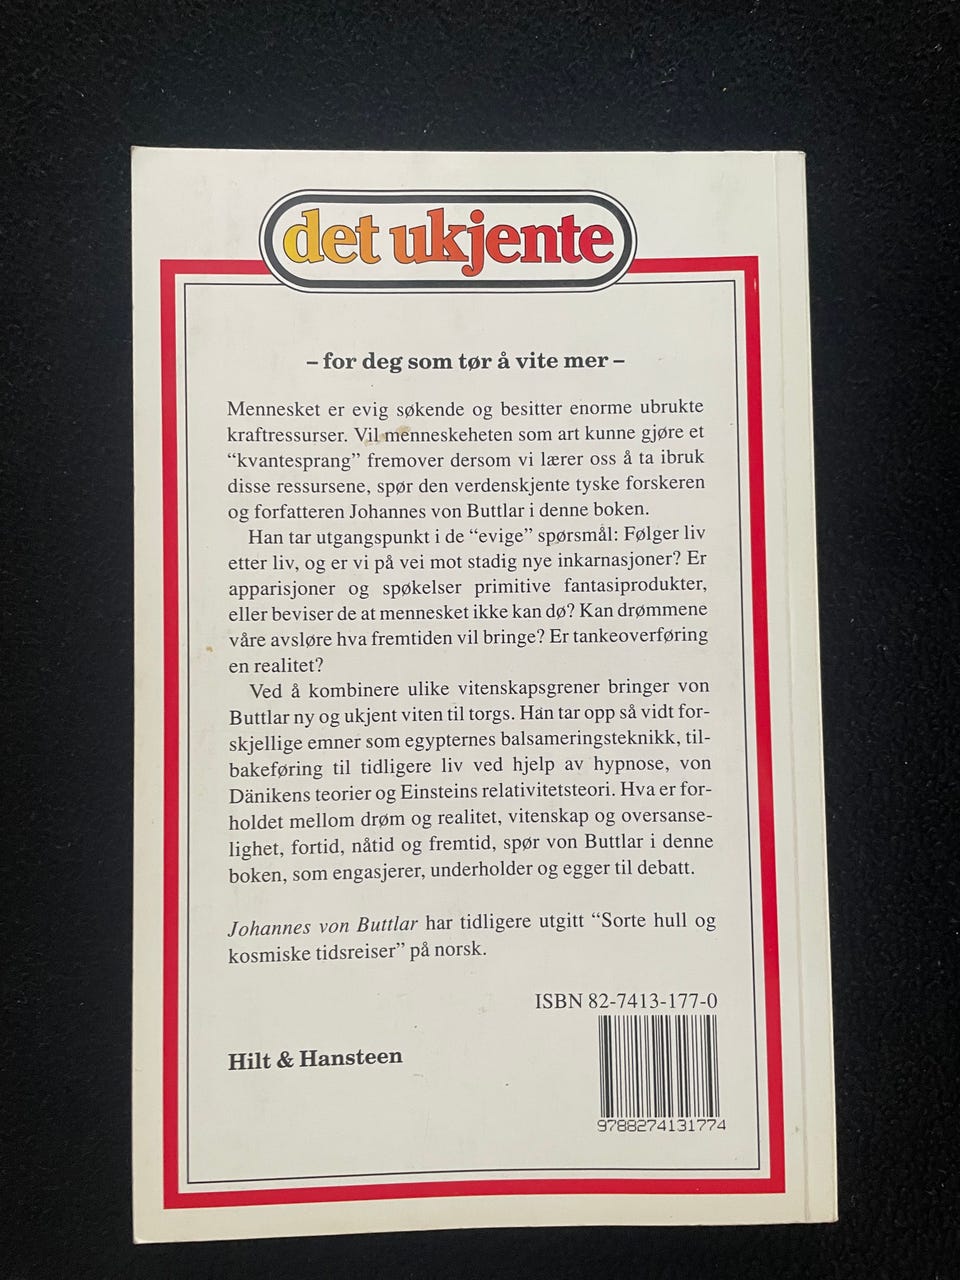 det ukjente
– for deg som tør å vite mer –
Mennesket er evig søkende og besitter enorme ubrukte
kraftressurser. Vil menneskeheten som art kunne gjøre et
“kvantesprang” fremover dersom vi lærer oss å ta ibruk
disse ressursene, spør den verdenskjente tyske forskeren
og forfatteren Johannes von Buttlar i denne boken.
Han tar utgangspunkt i de “evige” spørsmål: Følger liv
etter liv, og er vi på vei mot stadig nye inkarnasjoner? Er
apparisjoner og spøkelser primitive fantasiprodukter,
eller beviser de at mennesket ikke kan dø? Kan drømmene
våre avsløre hva fremtiden vil bringe? Er tankeoverføring
en realitet?
Ved å kombinere ulike vitenskapsgrener bringer von
Buttlar ny og ukjent viten til torgs. Han tar opp så vidt for-
skjellige emner som egypternes balsameringsteknikk, til-
bakeføring til tidligere liv ved hjelp av hypnose, von
Dänikens teorier og Einsteins relativitetsteori. Hva er for-
holdet mellom drøm og realitet, vitenskap og oversanse-
lighet, fortid, nåtid og fremtid, spør von Buttlar i denne
boken, som engasjerer, underholder og egger til debatt.
Johannes von Buttlar har tidligere utgitt “Sorte hull og
kosmiske tidsreiser” på norsk.
ISBN 82-7413-177-0
Hilt & Hansteen
9788274131774